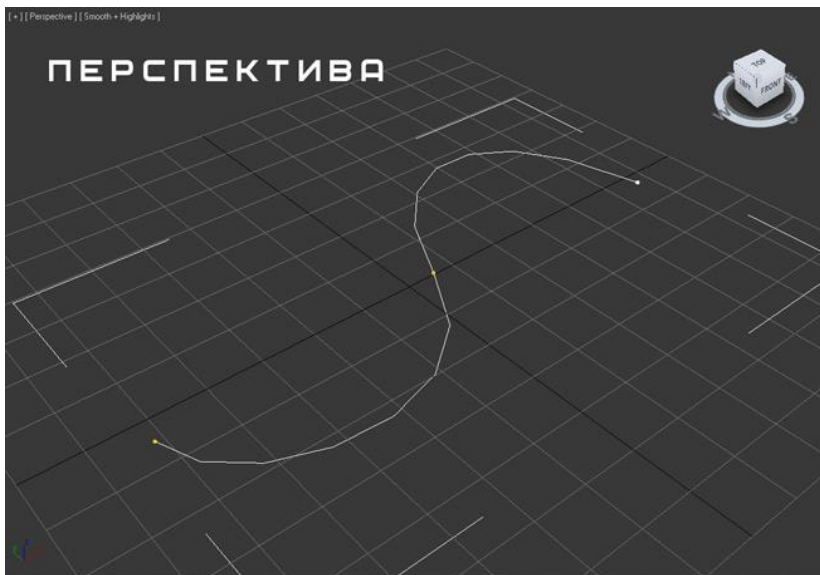 [ + ] [ Perspective ] [ Smooth + Highlights ]
ПЕРСПЕКТИВА
TOP
FRONT
W
S